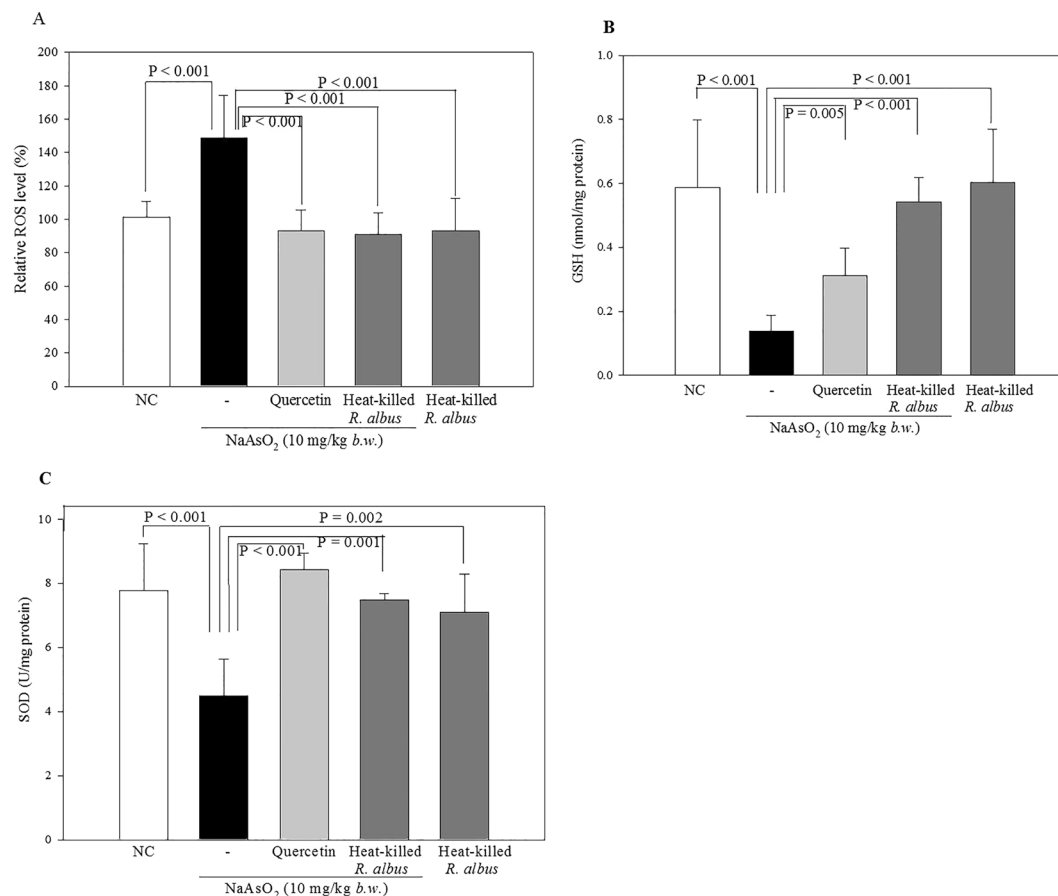 A
200
180
160
140
120
100
80
60
40
20
0
Relative ROS level (%)
P < 0.001
P < 0.001
P < 0.001
P < 0.001
NC
-
Quercetin
Heat-killed
R. albus
Heat-killed
R. albus
NaAsO2 (10 mg/kg b.w.)
B
1.0
0.8
0.6
0.4
0.2
0.0
GSH (nmol/mg protein)
P < 0.001
P < 0.001
P < 0.001
P = 0.005
NC
-
Quercetin
Heat-killed
R. albus
Heat-killed
R. albus
NaAsO2 (10 mg/kg b.w.)
C
10
8
6
4
2
0
SOD (U/mg protein)
P < 0.001
P = 0.002
P = 0.001
P < 0.001
NC
-
Quercetin
Heat-killed
R. albus
Heat-killed
R. albus
NaAsO2 (10 mg/kg b.w.)